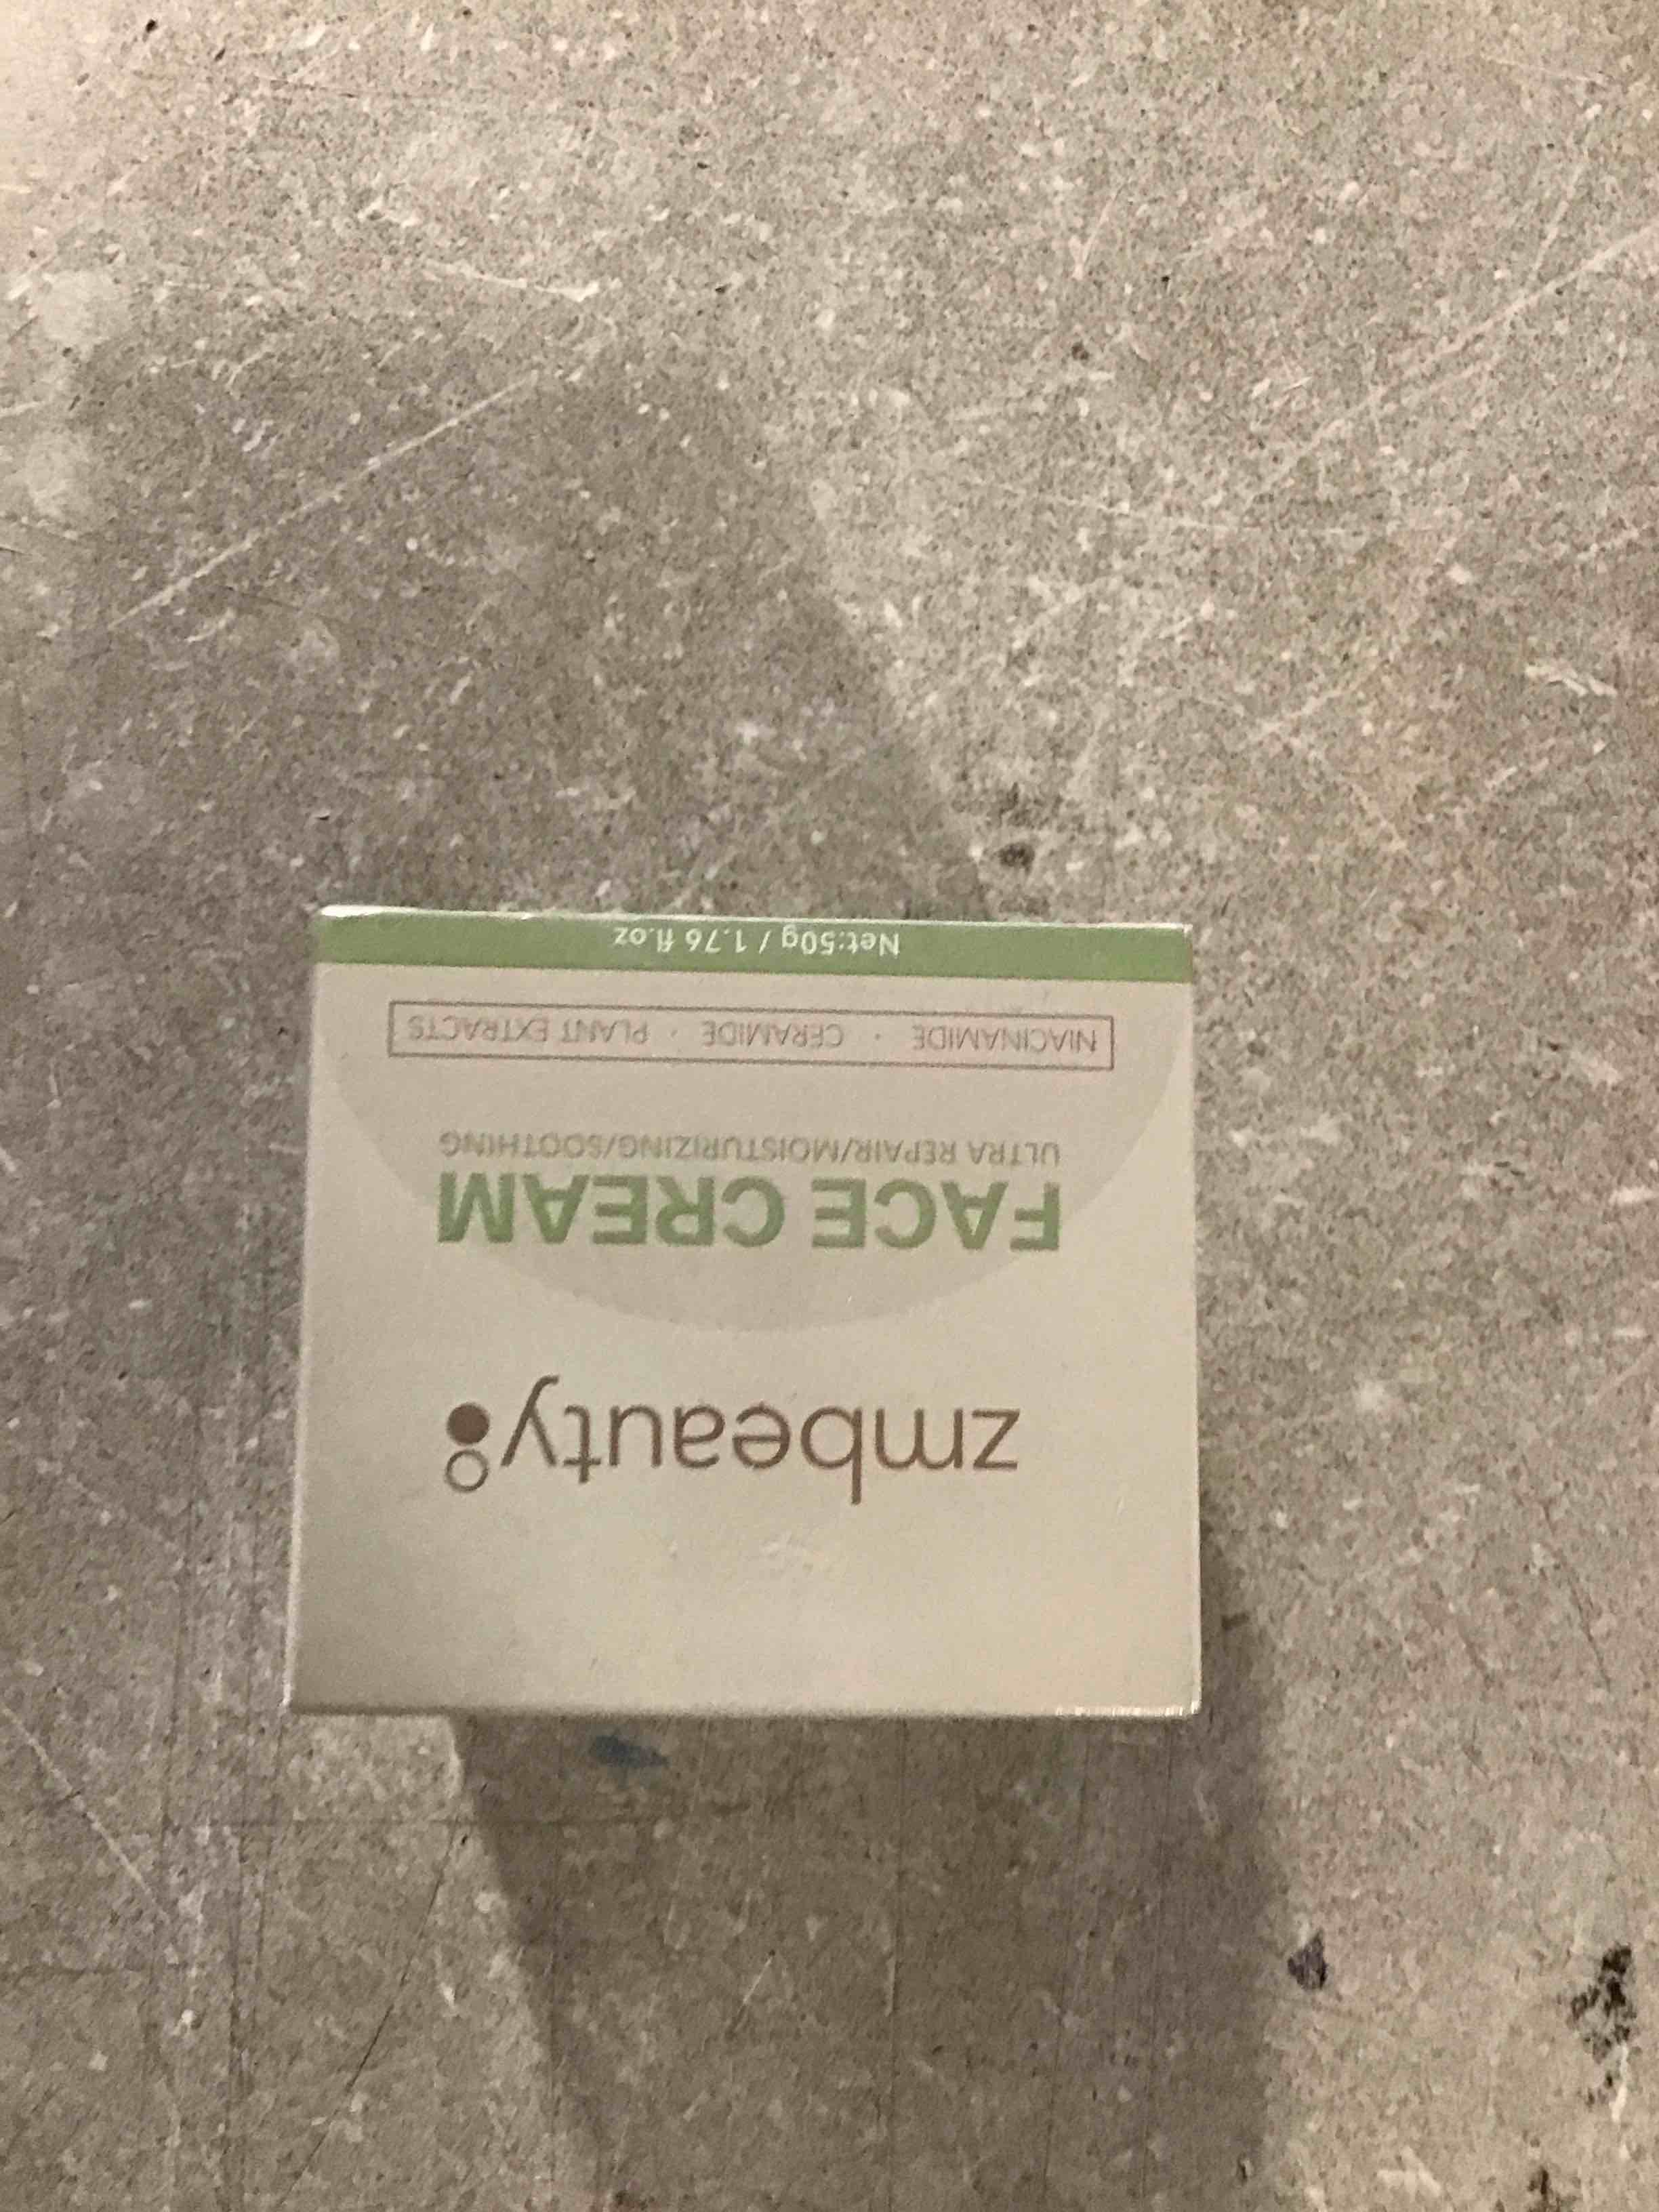 zmbeauty
FACE CREAM
ULTRA REPAIR/MOISTURIZING/SOOTHING
NIACINAMIDE · CERAMIDE · PLANT EXTRACTS
Net:50g / 1.76 fl.oz